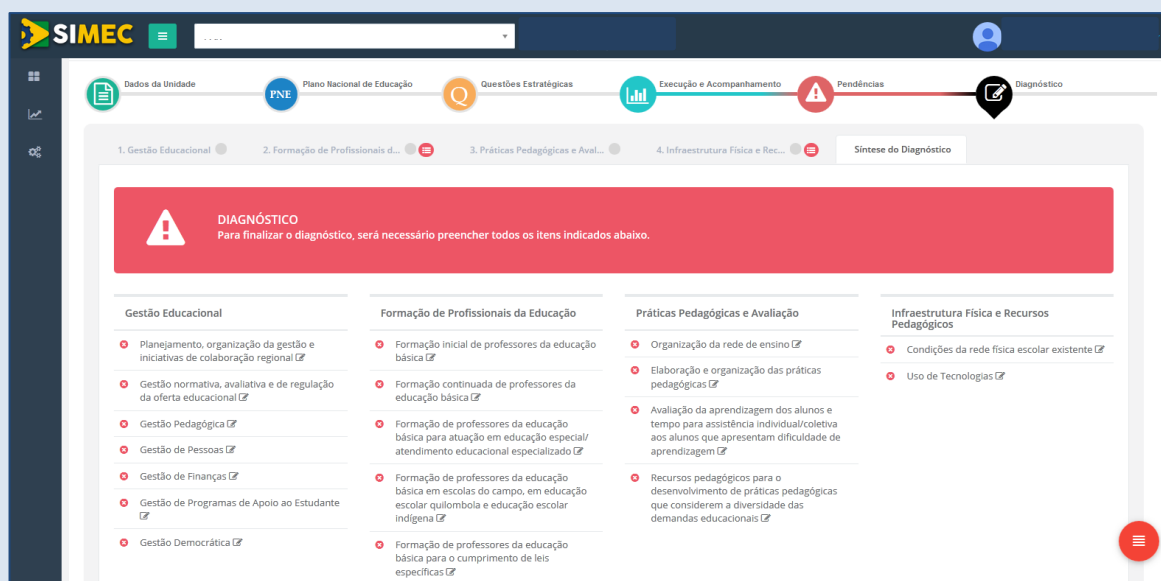 SIMEC
Dados da Unidade
PNE
Plano Nacional de Educação
Q
Questões Estratégicas
Execução e Acompanhamento
Pendências
Diagnóstico
1. Gestão Educacional
2. Formação de Profissionais d...
3. Práticas Pedagógicas e Aval...
4. Infraestrutura Física e Rec...
Síntese do Diagnóstico
DIAGNÓSTICO
Para finalizar o diagnóstico, será necessário preencher todos os itens indicados abaixo.
Gestão Educacional
Planejamento, organização da gestão e
iniciativas de colaboração regional
Gestão normativa, avaliativa e de regulação
da oferta educacional
Gestão Pedagógica
Gestão de Pessoas
Gestão de Finanças
Gestão de Programas de Apoio ao Estudante
Gestão Democrática
Formação de Profissionais da Educação
Formação inicial de professores da educação
básica
Formação continuada de professores da
educação básica
Formação de professores da educação
básica para atuação em educação especial/
atendimento educacional especializado
Formação de professores da educação
básica em escolas do campo, em educação
escolar quilombola e educação escolar
indígena
Formação de professores da educação
básica para o cumprimento de leis
específicas
Práticas Pedagógicas e Avaliação
Organização da rede de ensino
Elaboração e organização das práticas
pedagógicas
Avaliação da aprendizagem dos alunos e
tempo para assistência individual/coletiva
aos alunos que apresentam dificuldade de
aprendizagem
Recursos pedagógicos para o
desenvolvimento de práticas pedagógicas
que considerem a diversidade das
demandas educacionais
Infraestrutura Física e Recursos
Pedagógicos
Condições da rede física escolar existente
Uso de Tecnologias